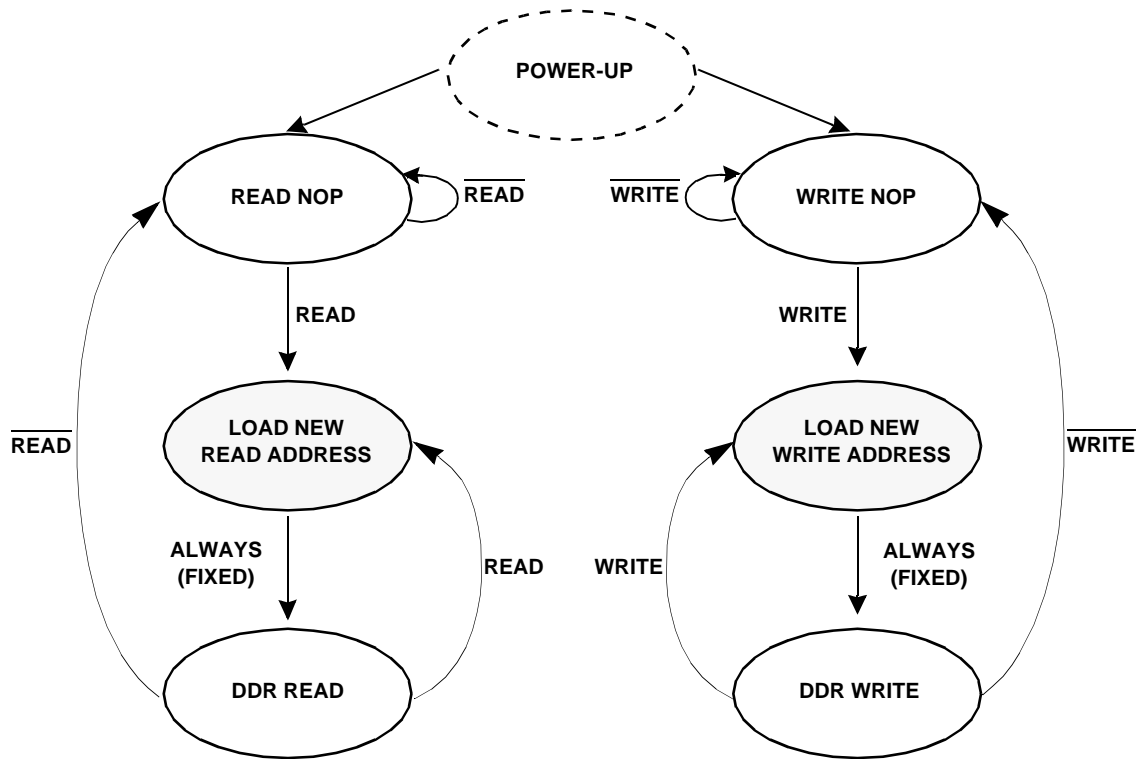 POWER-UP
READ NOP
READ
WRITE
WRITE NOP
READ
WRITE
LOAD NEW
READ ADDRESS
LOAD NEW
WRITE ADDRESS
READ
WRITE
ALWAYS
(FIXED)
READ
WRITE
ALWAYS
(FIXED)
DDR READ
DDR WRITE